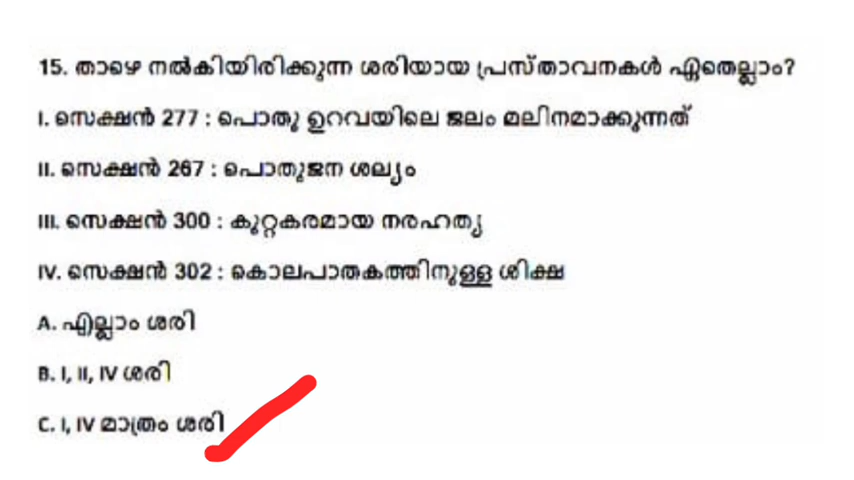 15. താഴെ നൽകിയിരിക്കുന്ന ശരിയായ പ്രസ്താവനകൾ ഏതെല്ലാം?
I. സെക്ഷൻ 277 : പൊതു ഉറവയിലെ ജലം മലിനമാക്കുന്നത്
II. സെക്ഷൻ 267 : പൊതുജന ശല്യം
III. സെക്ഷൻ 300 : കുറ്റകരമായ നരഹത്യ
IV. സെക്ഷൻ 302 : കൊലപാതകത്തിനുള്ള ശിക്ഷ
A. എല്ലാം ശരി
B. I, II, IV ശരി
C. I, IV മാത്രം ശരി